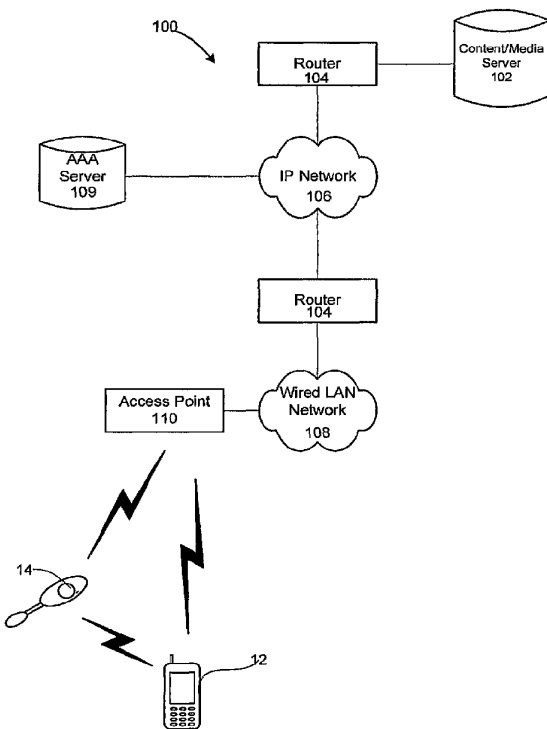 100
Router
104
Content/Media
Server
102
AAA
Server
109
IP Network
106
Router
104
Access Point
110
Wired LAN
Network
108
14
12